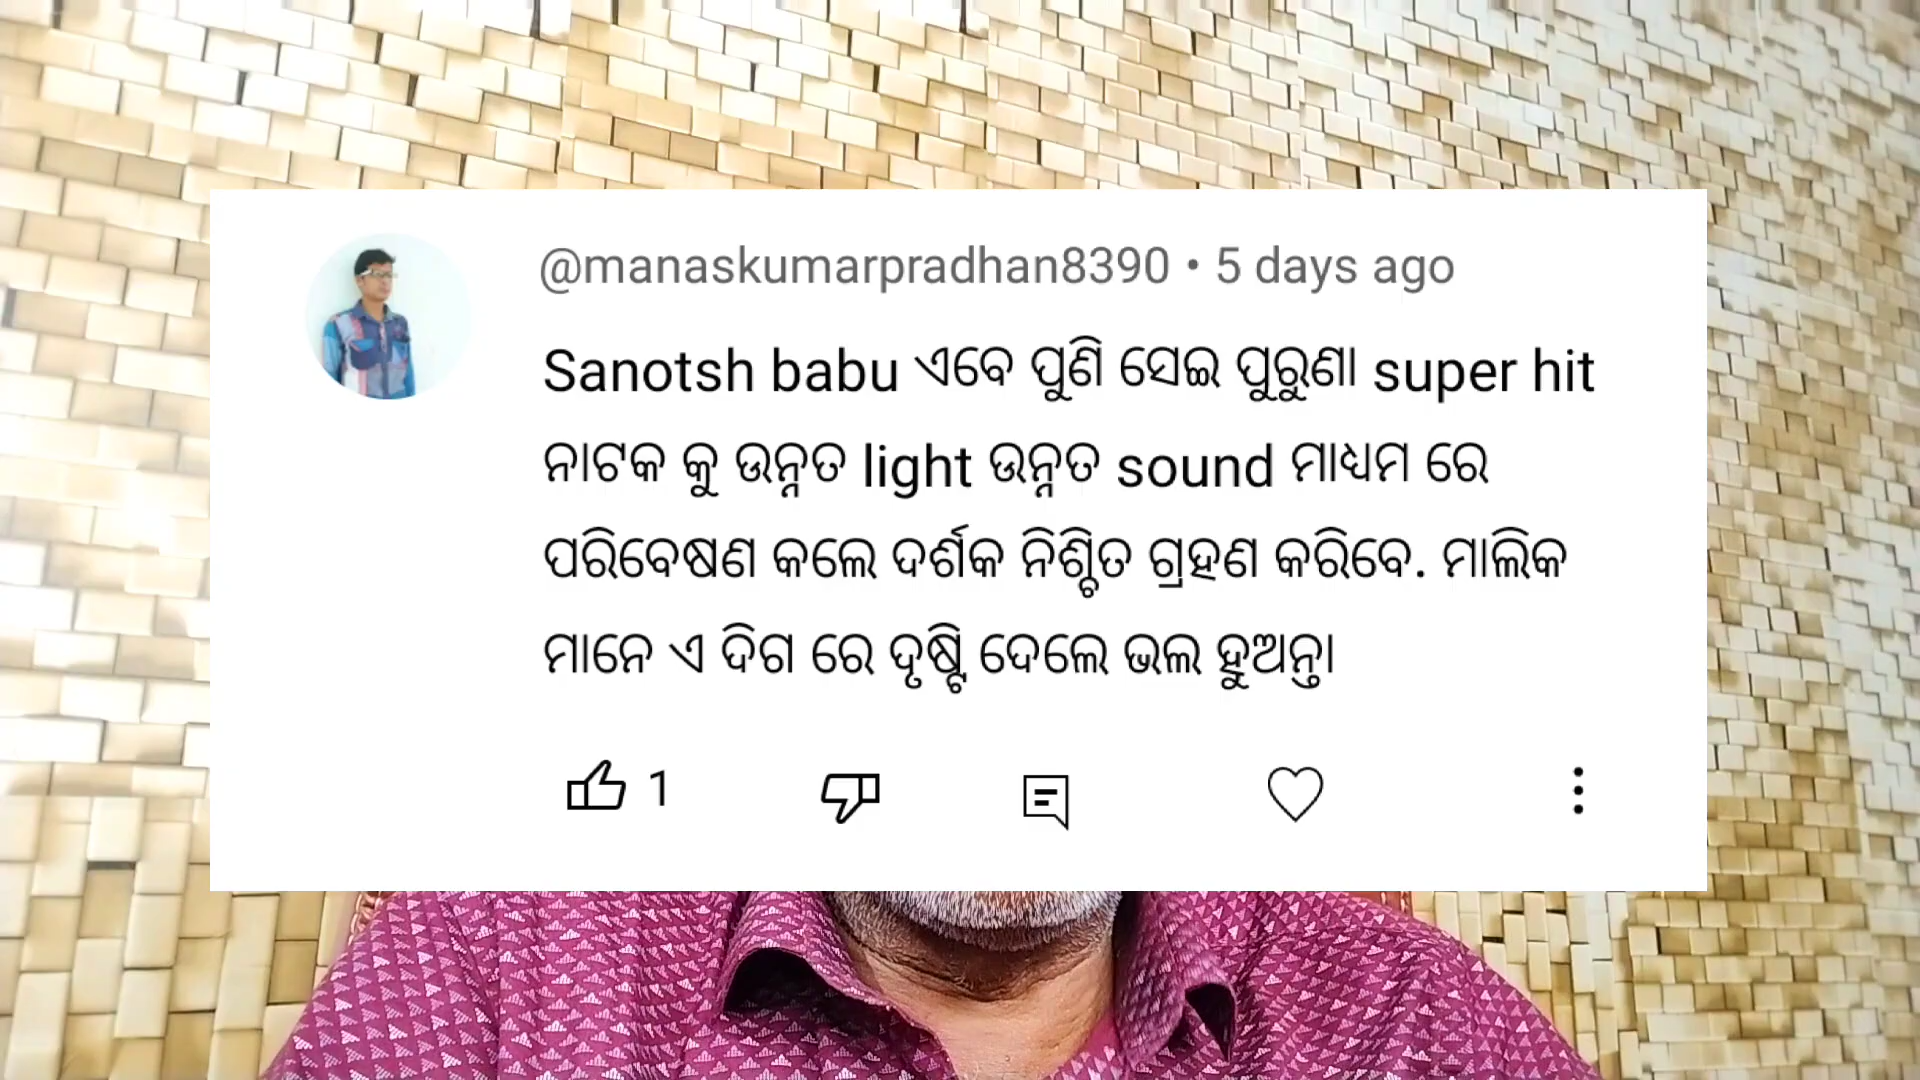 @manaskumarpradhan8390 • 5 days ago
Sanotsh babu ଏବେ ପୁଣି ସେଇ ପୁରୁଣା super hit
ନାଟକ କୁ ଉନ୍ନତ light ଉନ୍ନତ sound ମାଧ୍ୟମ ରେ
ପରିବେଷଣ କଲେ ଦର୍ଶକ ନିଶ୍ଚିତ ଗ୍ରହଣ କରିବେ. ମାଲିକ
ମାନେ ଏ ଦିଗ ରେ ଦୃଷ୍ଟି ଦେଲେ ଭଲ ହୁଅନ୍ତା
1